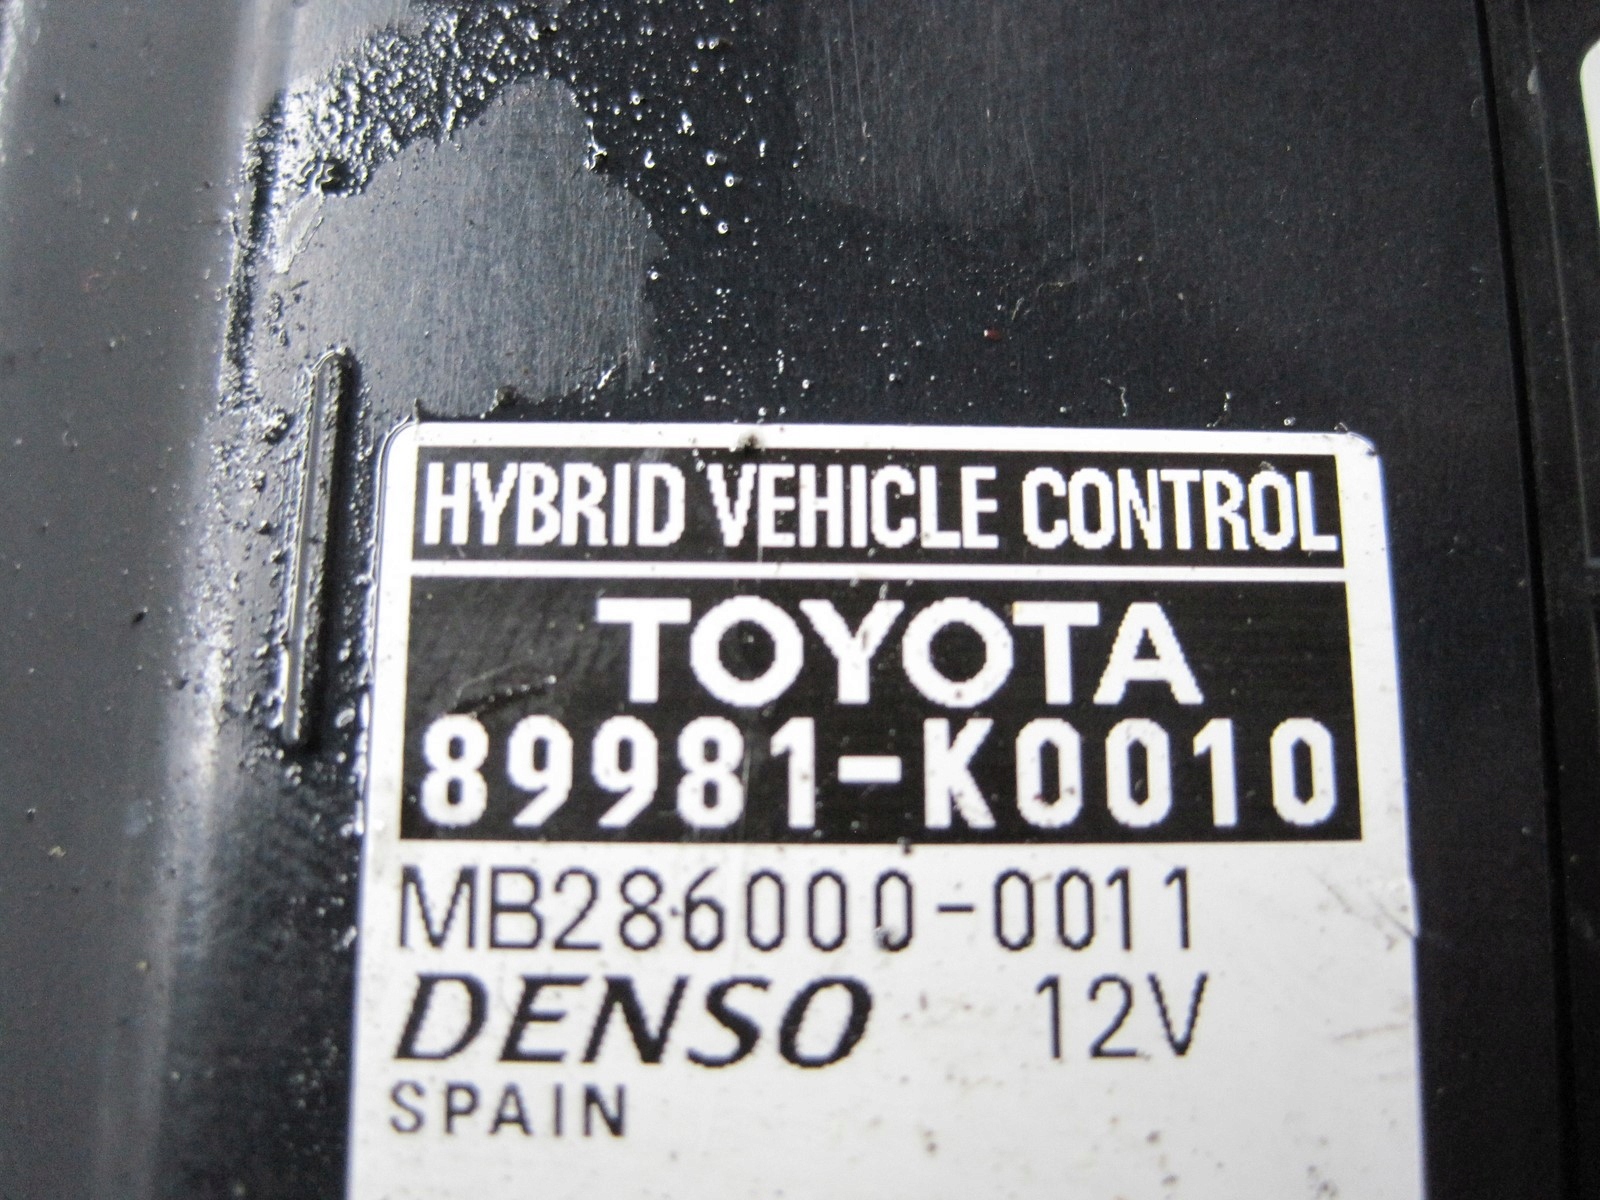 HYBRID VEHICLE CONTROL
TOYOTA
89981-K0010
MB286000-0011
DENSO 12V
SPAIN